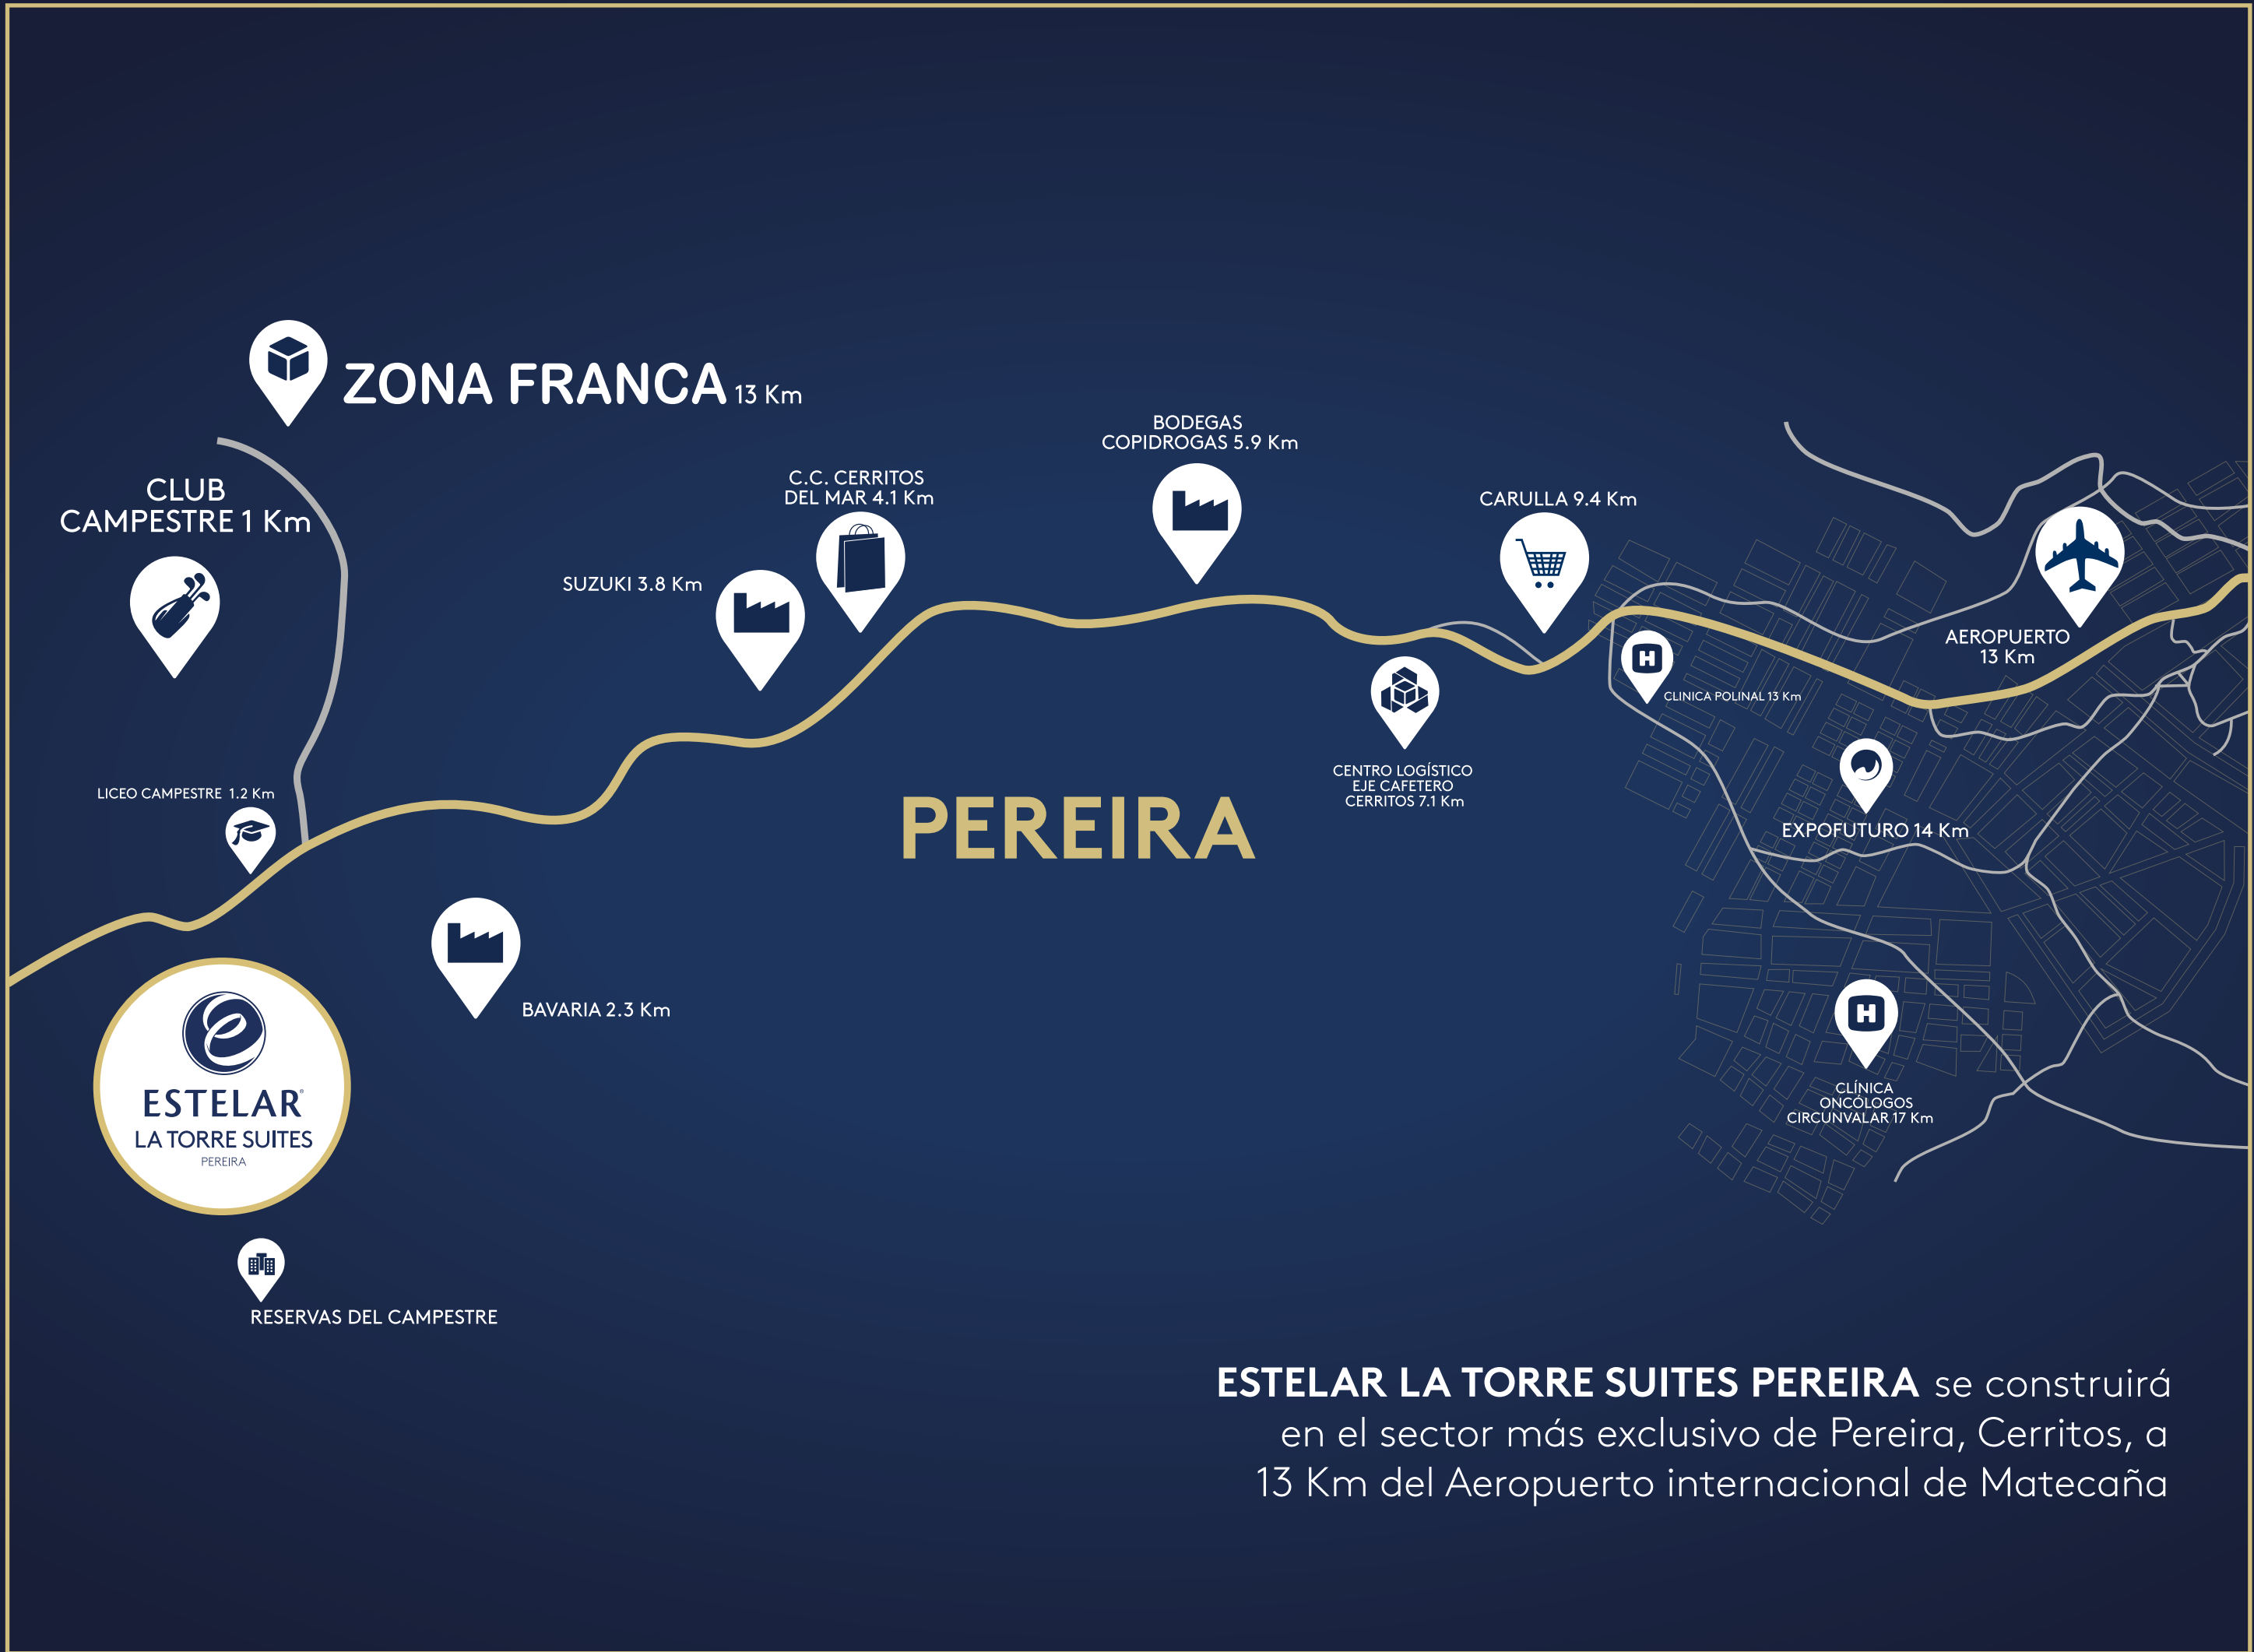 ZONA FRANCA 13 Km
CLUB
CAMPESTRE 1 Km
BODEGAS
COPIDROGAS 5.9 Km
C.C. CERRITOS
DEL MAR 4.1 Km
CARULLA 9.4 Km
SUZUKI 3.8 Km
AEROPUERTO
13 Km
H
CLINICA POLINAL 13 Km
LICEO CAMPESTRE 1.2 Km
CENTRO LOGÍSTICO
EJE CAFETERO
CERRITOS 7.1 Km
PEREIRA
EXPOFUTURO 14 Km
BAVARIA 2.3 Km
H
CLÍNICA
ONCÓLOGOS
CIRCUNVALAR 17 Km
ESTELAR®
LA TORRE SUITES
PEREIRA
RESERVAS DEL CAMPESTRE
ESTELAR LA TORRE SUITES PEREIRA se construirá
en el sector más exclusivo de Pereira, Cerritos, a
13 Km del Aeropuerto internacional de Matecaña